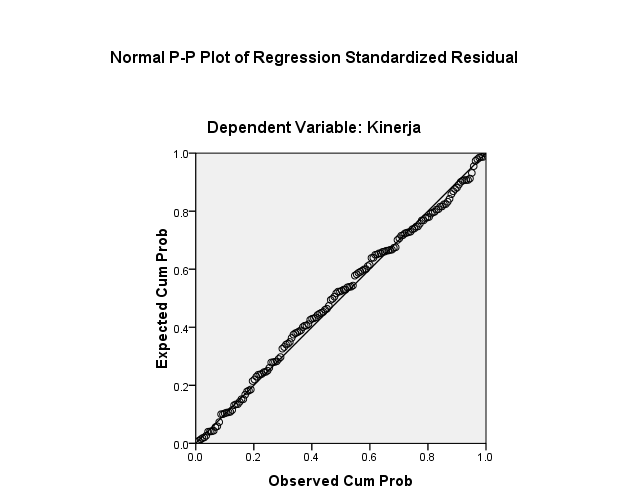 Normal P-P Plot of Regression Standardized Residual
Dependent Variable: Kinerja
Expected Cum Prob
1.0
0.8
0.6
0.4
0.2
0.0
0.0 0.2 0.4 0.6 0.8 1.0
Observed Cum Prob